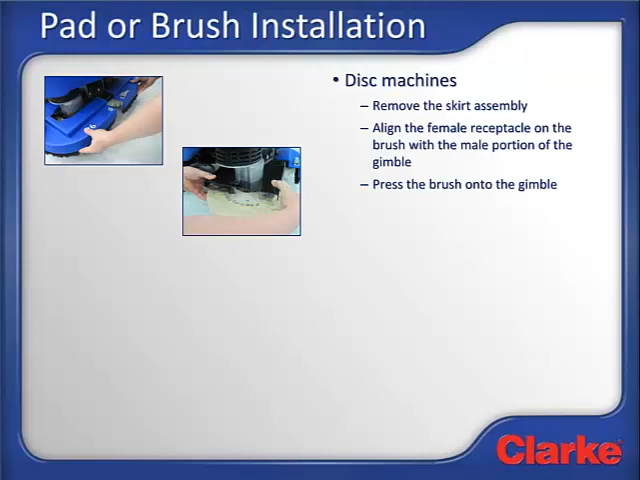 Pad or Brush Installation
• Disc machines
– Remove the skirt assembly
– Align the female receptacle on the
brush with the male portion of the
gimble
– Press the brush onto the gimble
Clarke